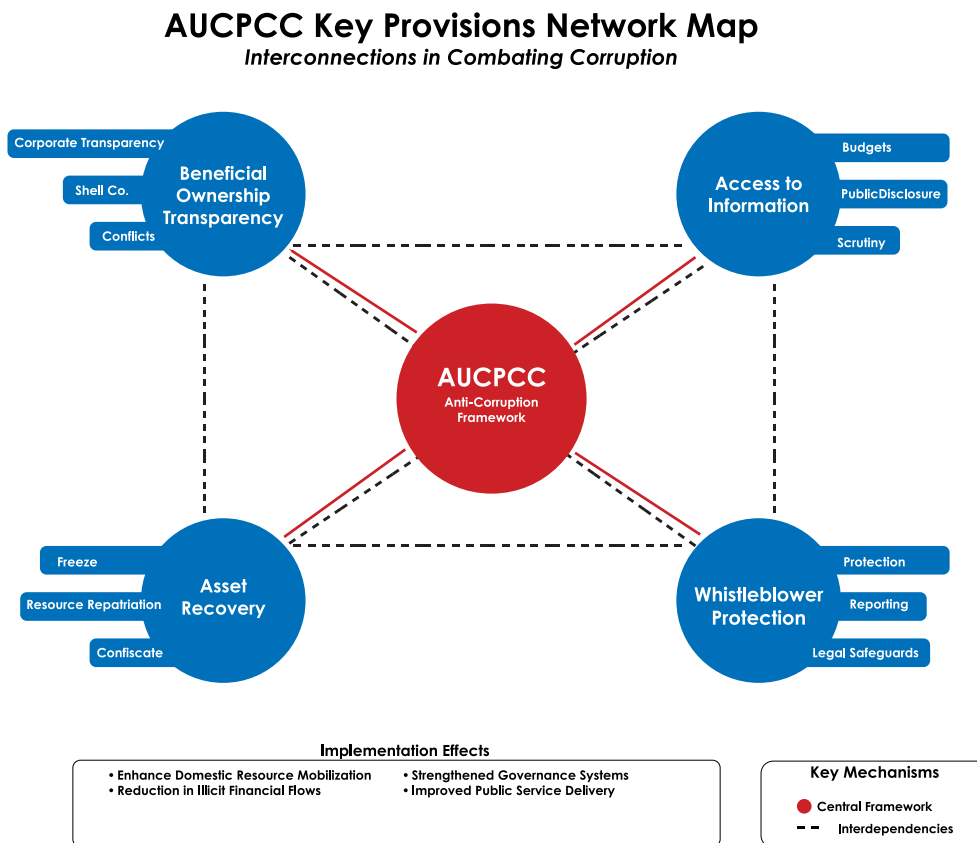 AUCPCC Key Provisions Network Map
Interconnections in Combating Corruption
Corporate Transparency
Shell Co.
Conflicts
Beneficial
Ownership
Transparency
Access to
Information
Budgets
PublicDisclosure
Scrutiny
AUCPCC
Anti-Corruption
Framework
Freeze
Resource Repatriation
Confiscate
Asset
Recovery
Whistleblower
Protection
Protection
Reporting
Legal Safeguards
Implementation Effects
• Enhance Domestic Resource Mobilization
• Reduction in Illicit Financial Flows
• Strengthened Governance Systems
• Improved Public Service Delivery
Key Mechanisms
Central Framework
Interdependencies